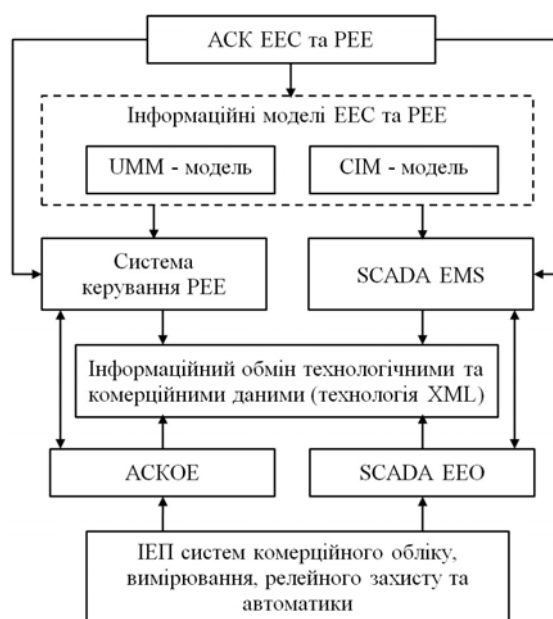 АСК ЕЕС та РЕЕ
Інформаційні моделі ЕЕС та РЕЕ
UMM - модель
CIM - модель
Система
керування РЕЕ
SCADA EMS
Інформаційний обмін технологічними та
комерційними даними (технологія XML)
АСКОЕ
SCADA EEO
ІЕП систем комерційного обліку,
вимірювання, релейного захисту та
автоматики